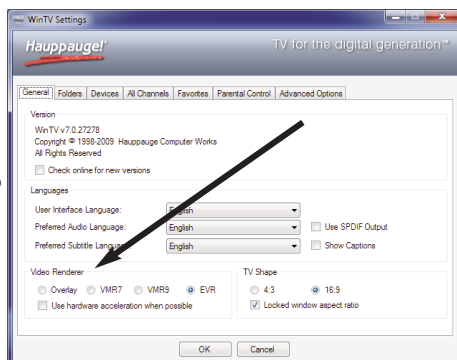 WinTV Settings
Hauppauge!
TV for the digital generation™
General Folders Devices All Channels Favorites Parental Control Advanced Options
Version
WinTV v7.0.27278
Copyright © 1998-2009 Hauppauge Computer Works
All Rights Reserved
Check online for new versions
Languages
User Interface Language: English
Preferred Audio Language: English Use SPDIF Output
Preferred Subtitle Language: English Show Captions
Video Renderer TV Shape
Overlay VMR7 VMR9 EVR 4:3 16:9
Use hardware acceleration when possible Locked window aspect ratio
OK Cancel